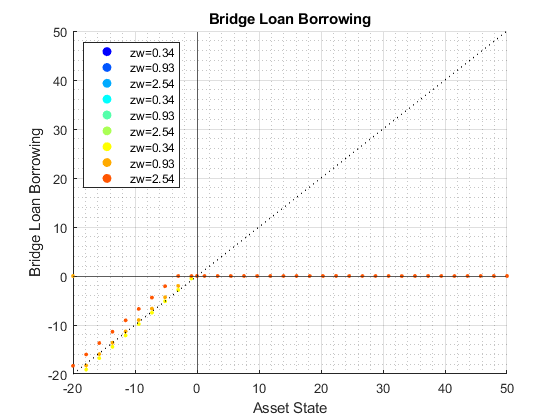 Bridge Loan Borrowing
zw=0.34
zw=0.93
zw=2.54
zw=0.34
zw=0.93
zw=2.54
zw=0.34
zw=0.93
zw=2.54
Bridge Loan Borrowing
50
40
30
20
10
0
-10
-20
-20
-10
0
10
20
30
40
50
Asset State